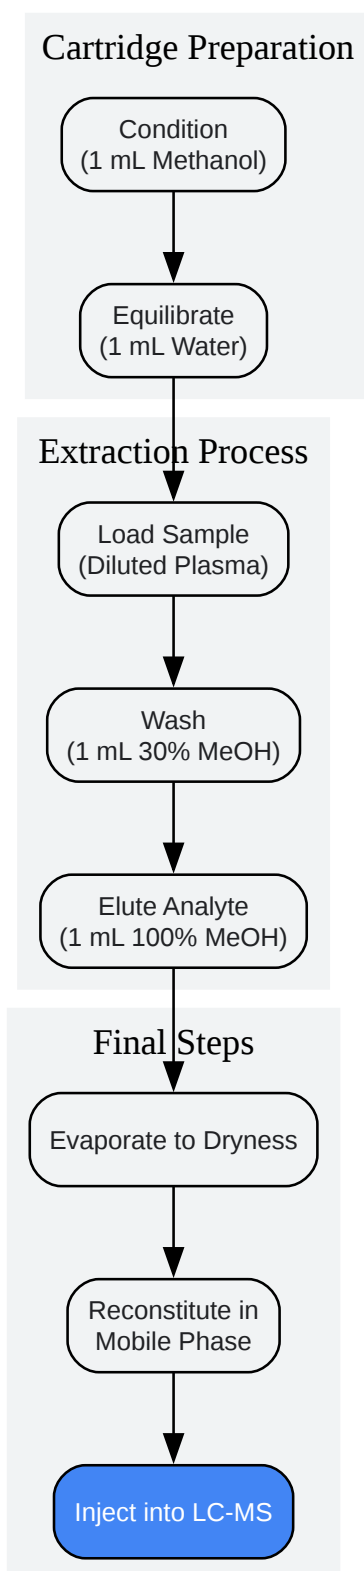 Cartridge Preparation
Condition
(1 mL Methanol)
Equilibrate
(1 mL Water)
Extraction Process
Load Sample
(Diluted Plasma)
Wash
(1 mL 30% MeOH)
Elute Analyte
(1 mL 100% MeOH)
Final Steps
Evaporate to Dryness
Reconstitute in
Mobile Phase
Inject into LC-MS